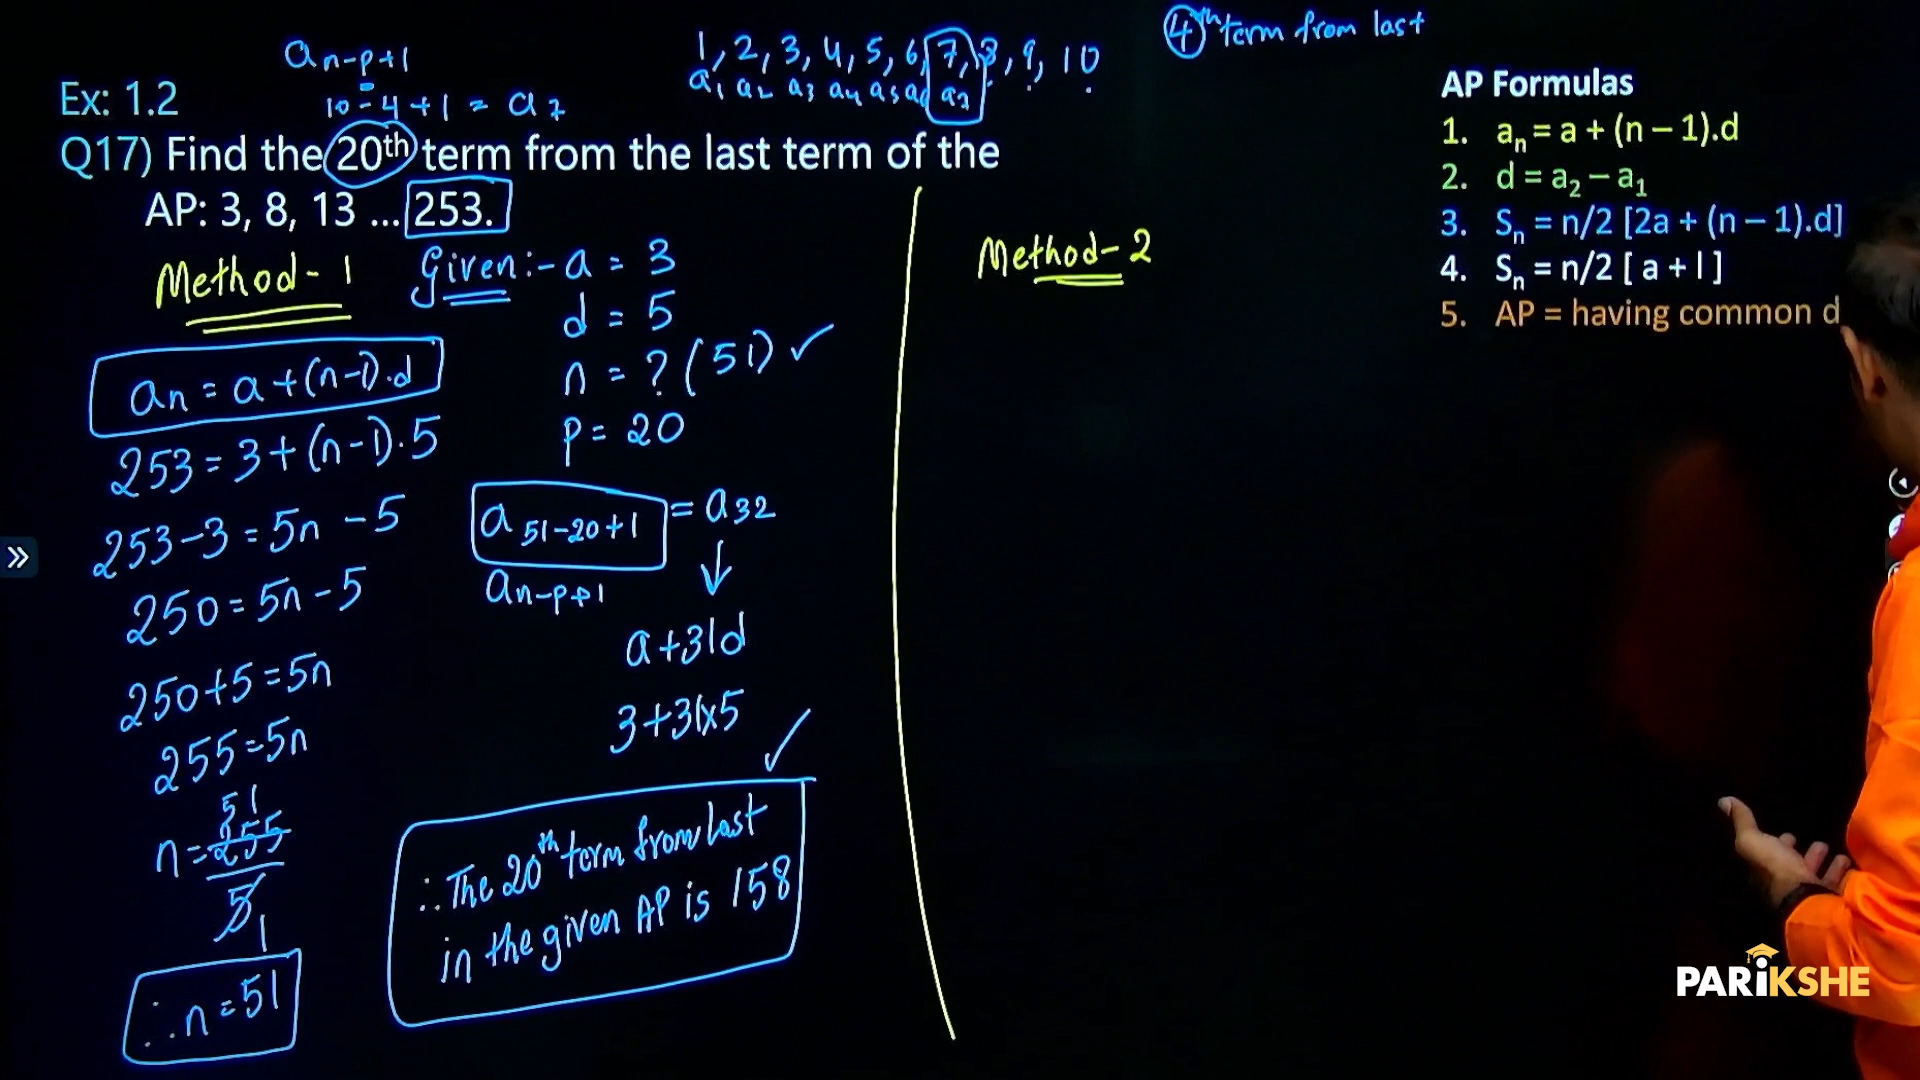 a n-p+1
10-4+1 = a7
1, 2, 3, 4, 5, 6, 7, 8, 9, 10
a1 a2 a3 a4 a5 a6 a7
4th term from last
Ex: 1.2
Q17) Find the 20th term from the last term of the
AP: 3, 8, 13 ... 253.
Method - 1
an = a + (n-1).d
253 = 3 + (n-1).5
253-3 = 5n - 5
250 = 5n - 5
250+5 = 5n
255 = 5n
51
n = 255
5
1
∴ n = 51
Given :- a = 3
d = 5
n = ? (51) ✓
p = 20
a 51-20+1 = a32
an-p+1
↓
a+31d
3+31x5
✓
∴ The 20th term from last
in the given AP is 158
Method - 2
AP Formulas
1. an = a + (n – 1).d
2. d = a2 – a1
3. Sn = n/2 [2a + (n – 1).d]
4. Sn = n/2 [ a + l ]
5. AP = having common d
»
PARiKSHE